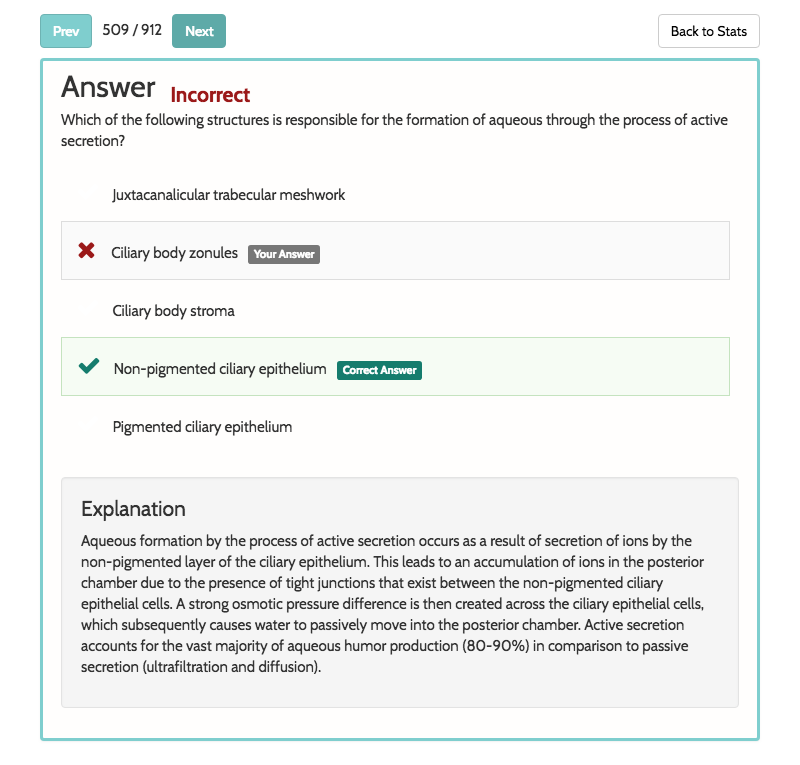 Prev 509 / 912 Next Back to Stats
Answer Incorrect
Which of the following structures is responsible for the formation of aqueous through the process of active
secretion?
Juxtacanalicular trabecular meshwork
Ciliary body zonules Your Answer
Ciliary body stroma
Non-pigmented ciliary epithelium Correct Answer
Pigmented ciliary epithelium
Explanation
Aqueous formation by the process of active secretion occurs as a result of secretion of ions by the
non-pigmented layer of the ciliary epithelium. This leads to an accumulation of ions in the posterior
chamber due to the presence of tight junctions that exist between the non-pigmented ciliary
epithelial cells. A strong osmotic pressure difference is then created across the ciliary epithelial cells,
which subsequently causes water to passively move into the posterior chamber. Active secretion
accounts for the vast majority of aqueous humor production (80-90%) in comparison to passive
secretion (ultrafiltration and diffusion).